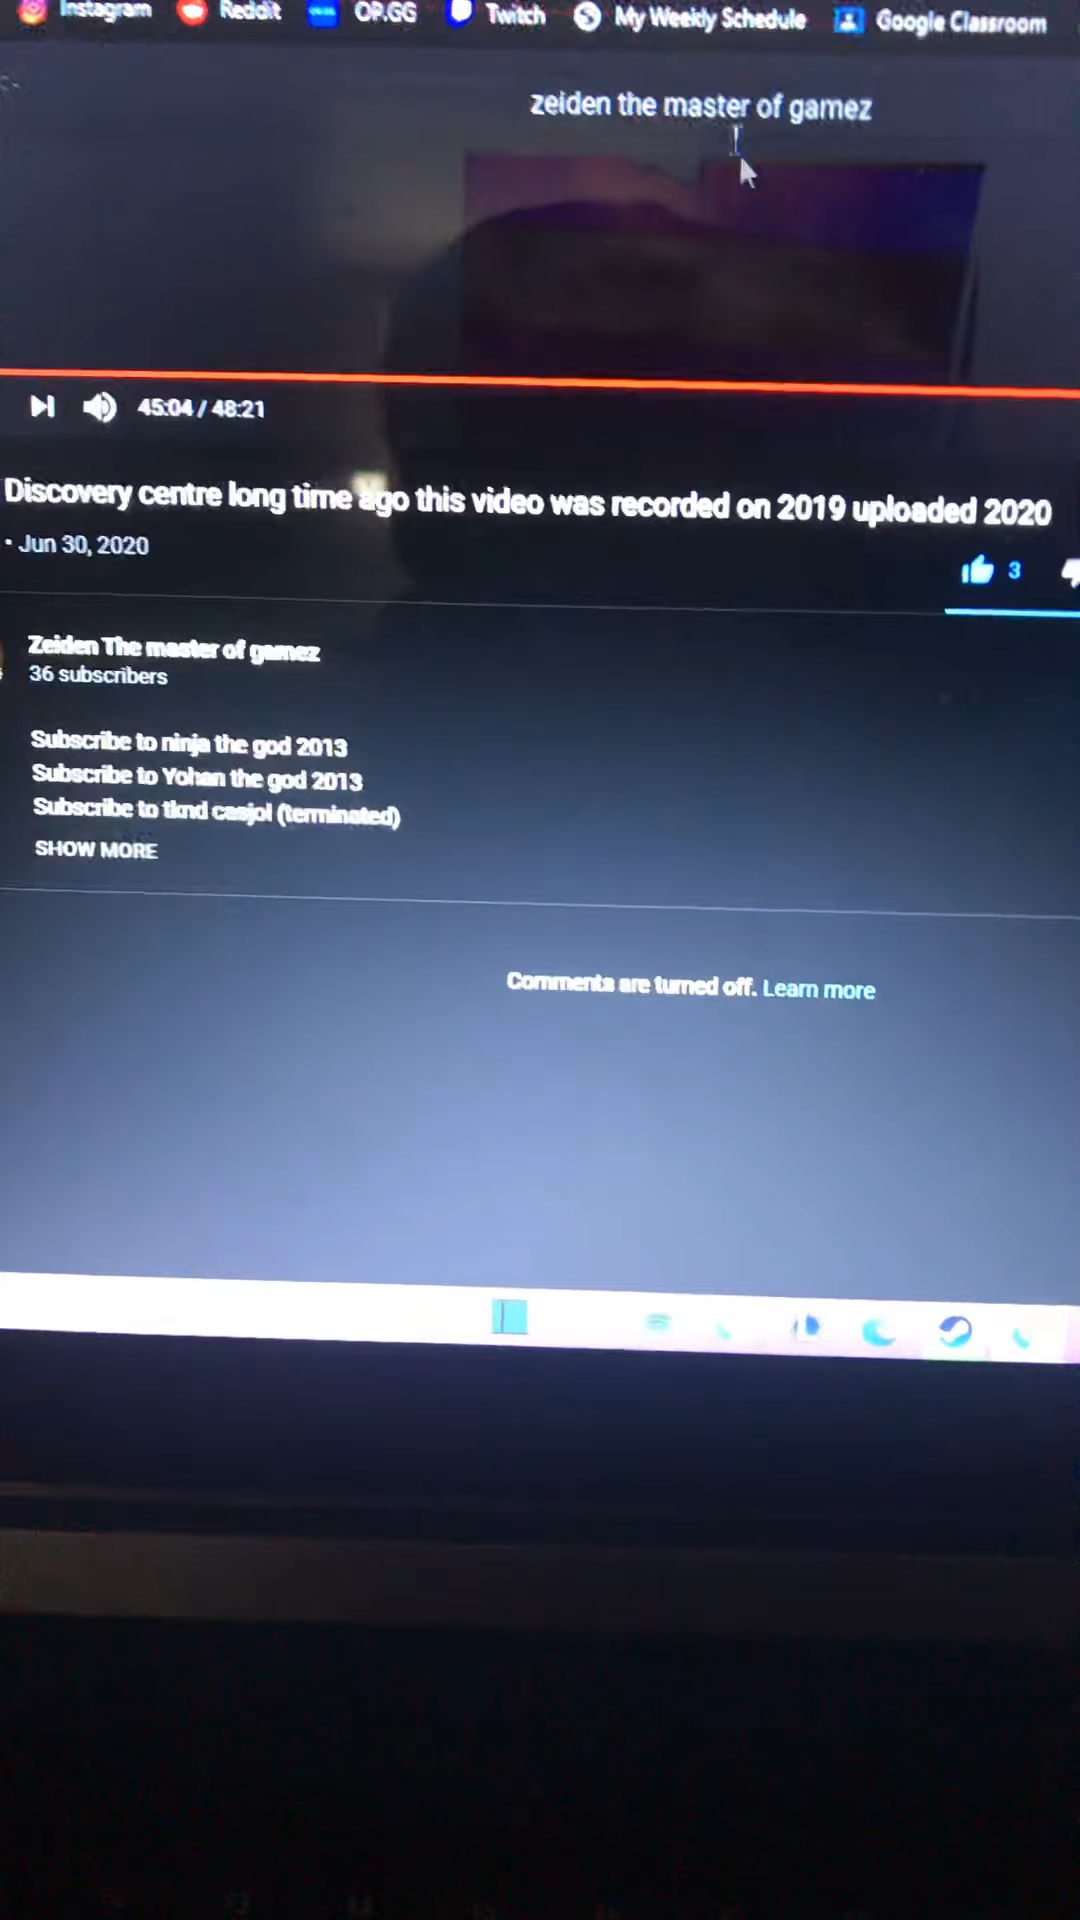 Instagram Reddit OP.GG Twitch My Weekly Schedule Google Classroom
zeiden the master of gamez
45:04 / 48:21
Discovery centre long time ago this video was recorded on 2019 uploaded 2020
• Jun 30, 2020
3
Zeiden The master of gamez
36 subscribers
Subscribe to ninja the god 2013
Subscribe to Yohan the god 2013
Subscribe to tknd casjol (terminated)
SHOW MORE
Comments are turned off. Learn more